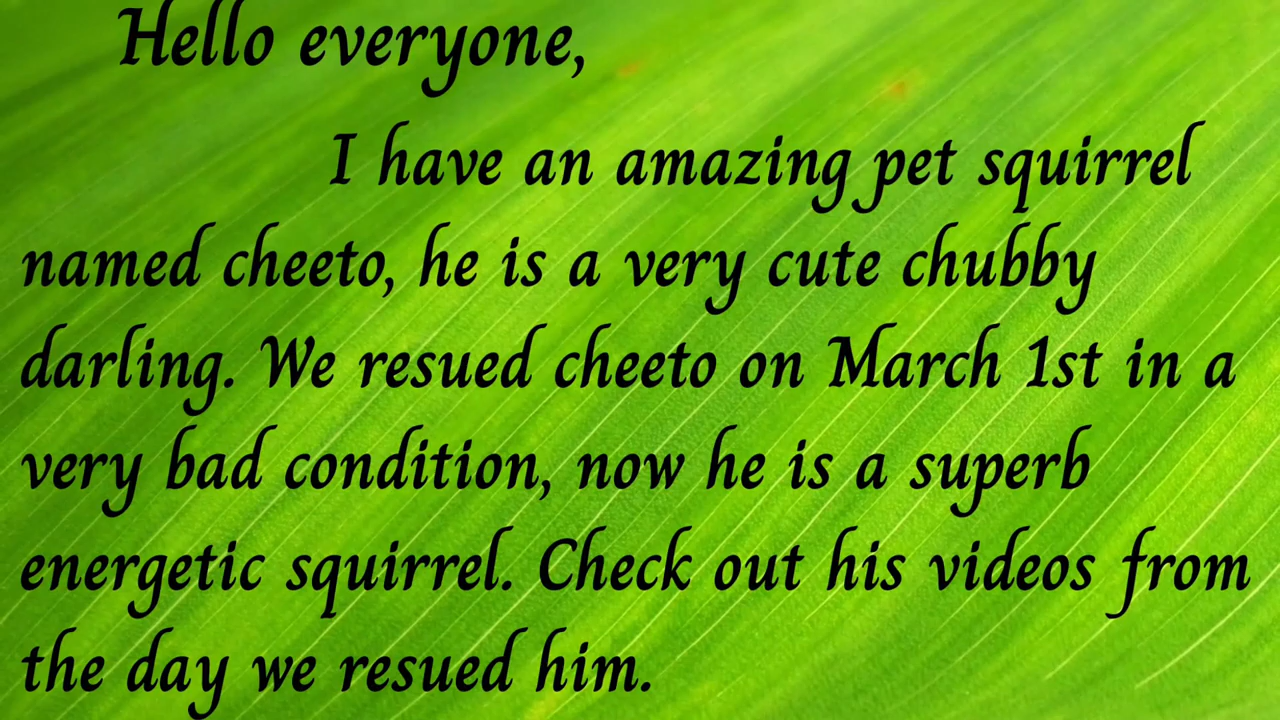 Hello everyone,
I have an amazing pet squirrel
named cheeto, he is a very cute chubby
darling. We resued cheeto on March 1st in a
very bad condition, now he is a superb
energetic squirrel. Check out his videos from
the day we resued him.